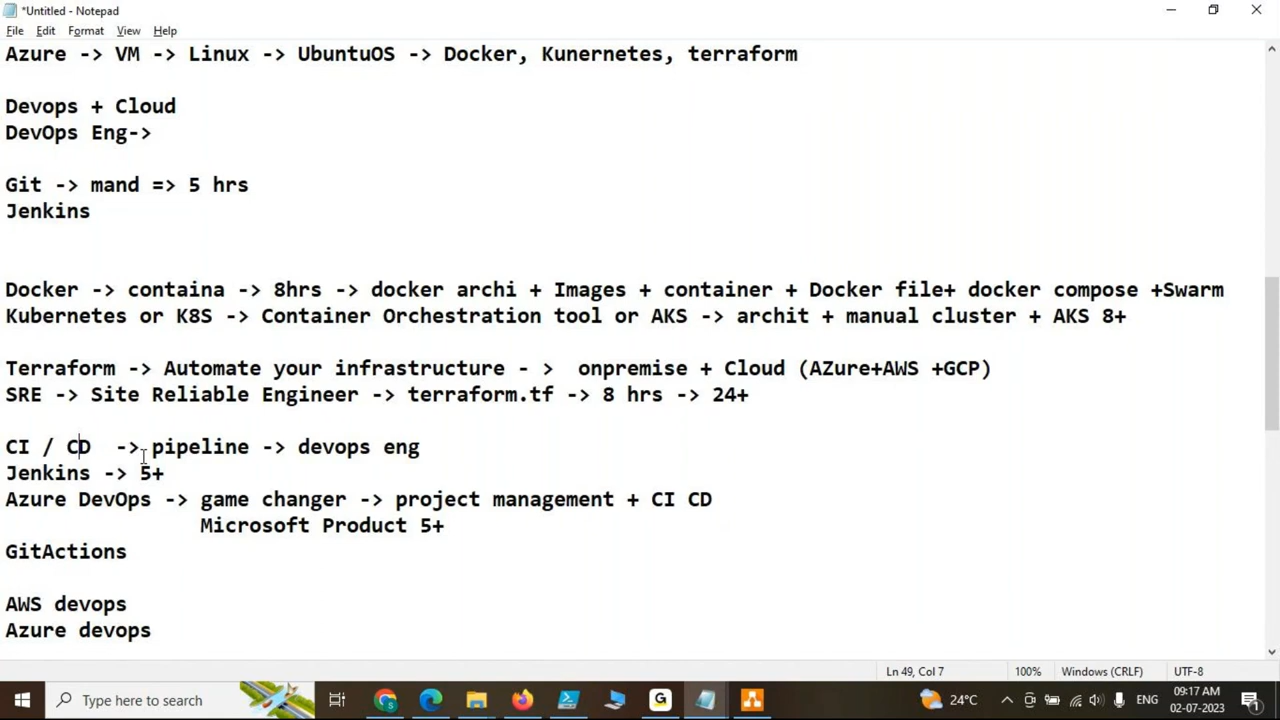 *Untitled - Notepad
File Edit Format View Help
Azure -> VM -> Linux -> UbuntuOS -> Docker, Kunernetes, terraform
Devops + Cloud
DevOps Eng->
Git -> mand => 5 hrs
Jenkins
Docker -> containa -> 8hrs -> docker archi + Images + container + Docker file+ docker compose +Swarm
Kubernetes or K8S -> Container Orchestration tool or AKS -> archit + manual cluster + AKS 8+
Terraform -> Automate your infrastructure - > onpremise + Cloud (AZure+AWS +GCP)
SRE -> Site Reliable Engineer -> terraform.tf -> 8 hrs -> 24+
CI / CD -> pipeline -> devops eng
Jenkins -> 5+
Azure DevOps -> game changer -> project management + CI CD
Microsoft Product 5+
GitActions
AWS devops
Azure devops
Ln 49, Col 7 100% Windows (CRLF) UTF-8
Type here to search G 24°C ENG 09:17 AM
02-07-2023 1